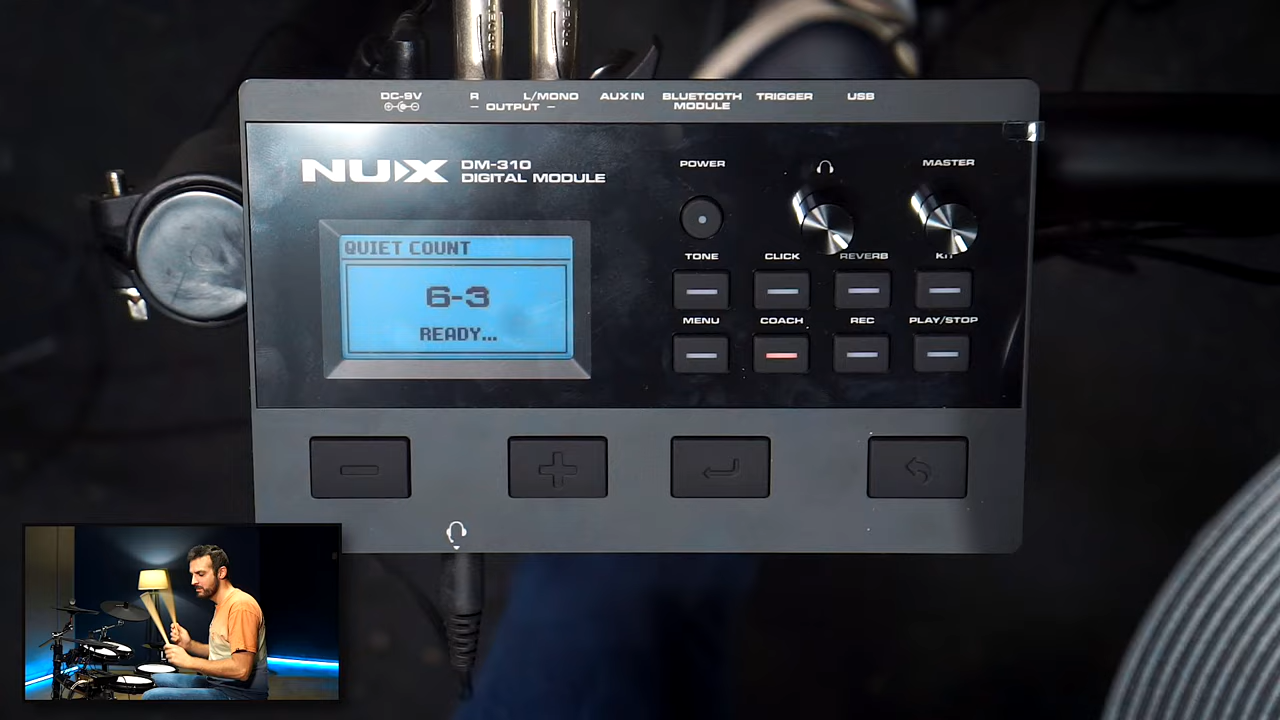 DC-9V
R
L/MONO
– OUTPUT –
AUX IN
BLUETOOTH
MODULE
TRIGGER
USB
NUX
DM-310
DIGITAL MODULE
POWER
MASTER
QUIET COUNT
6-3
READY...
TONE
CLICK
REVERB
MENU
COACH
REC
PLAY/STOP